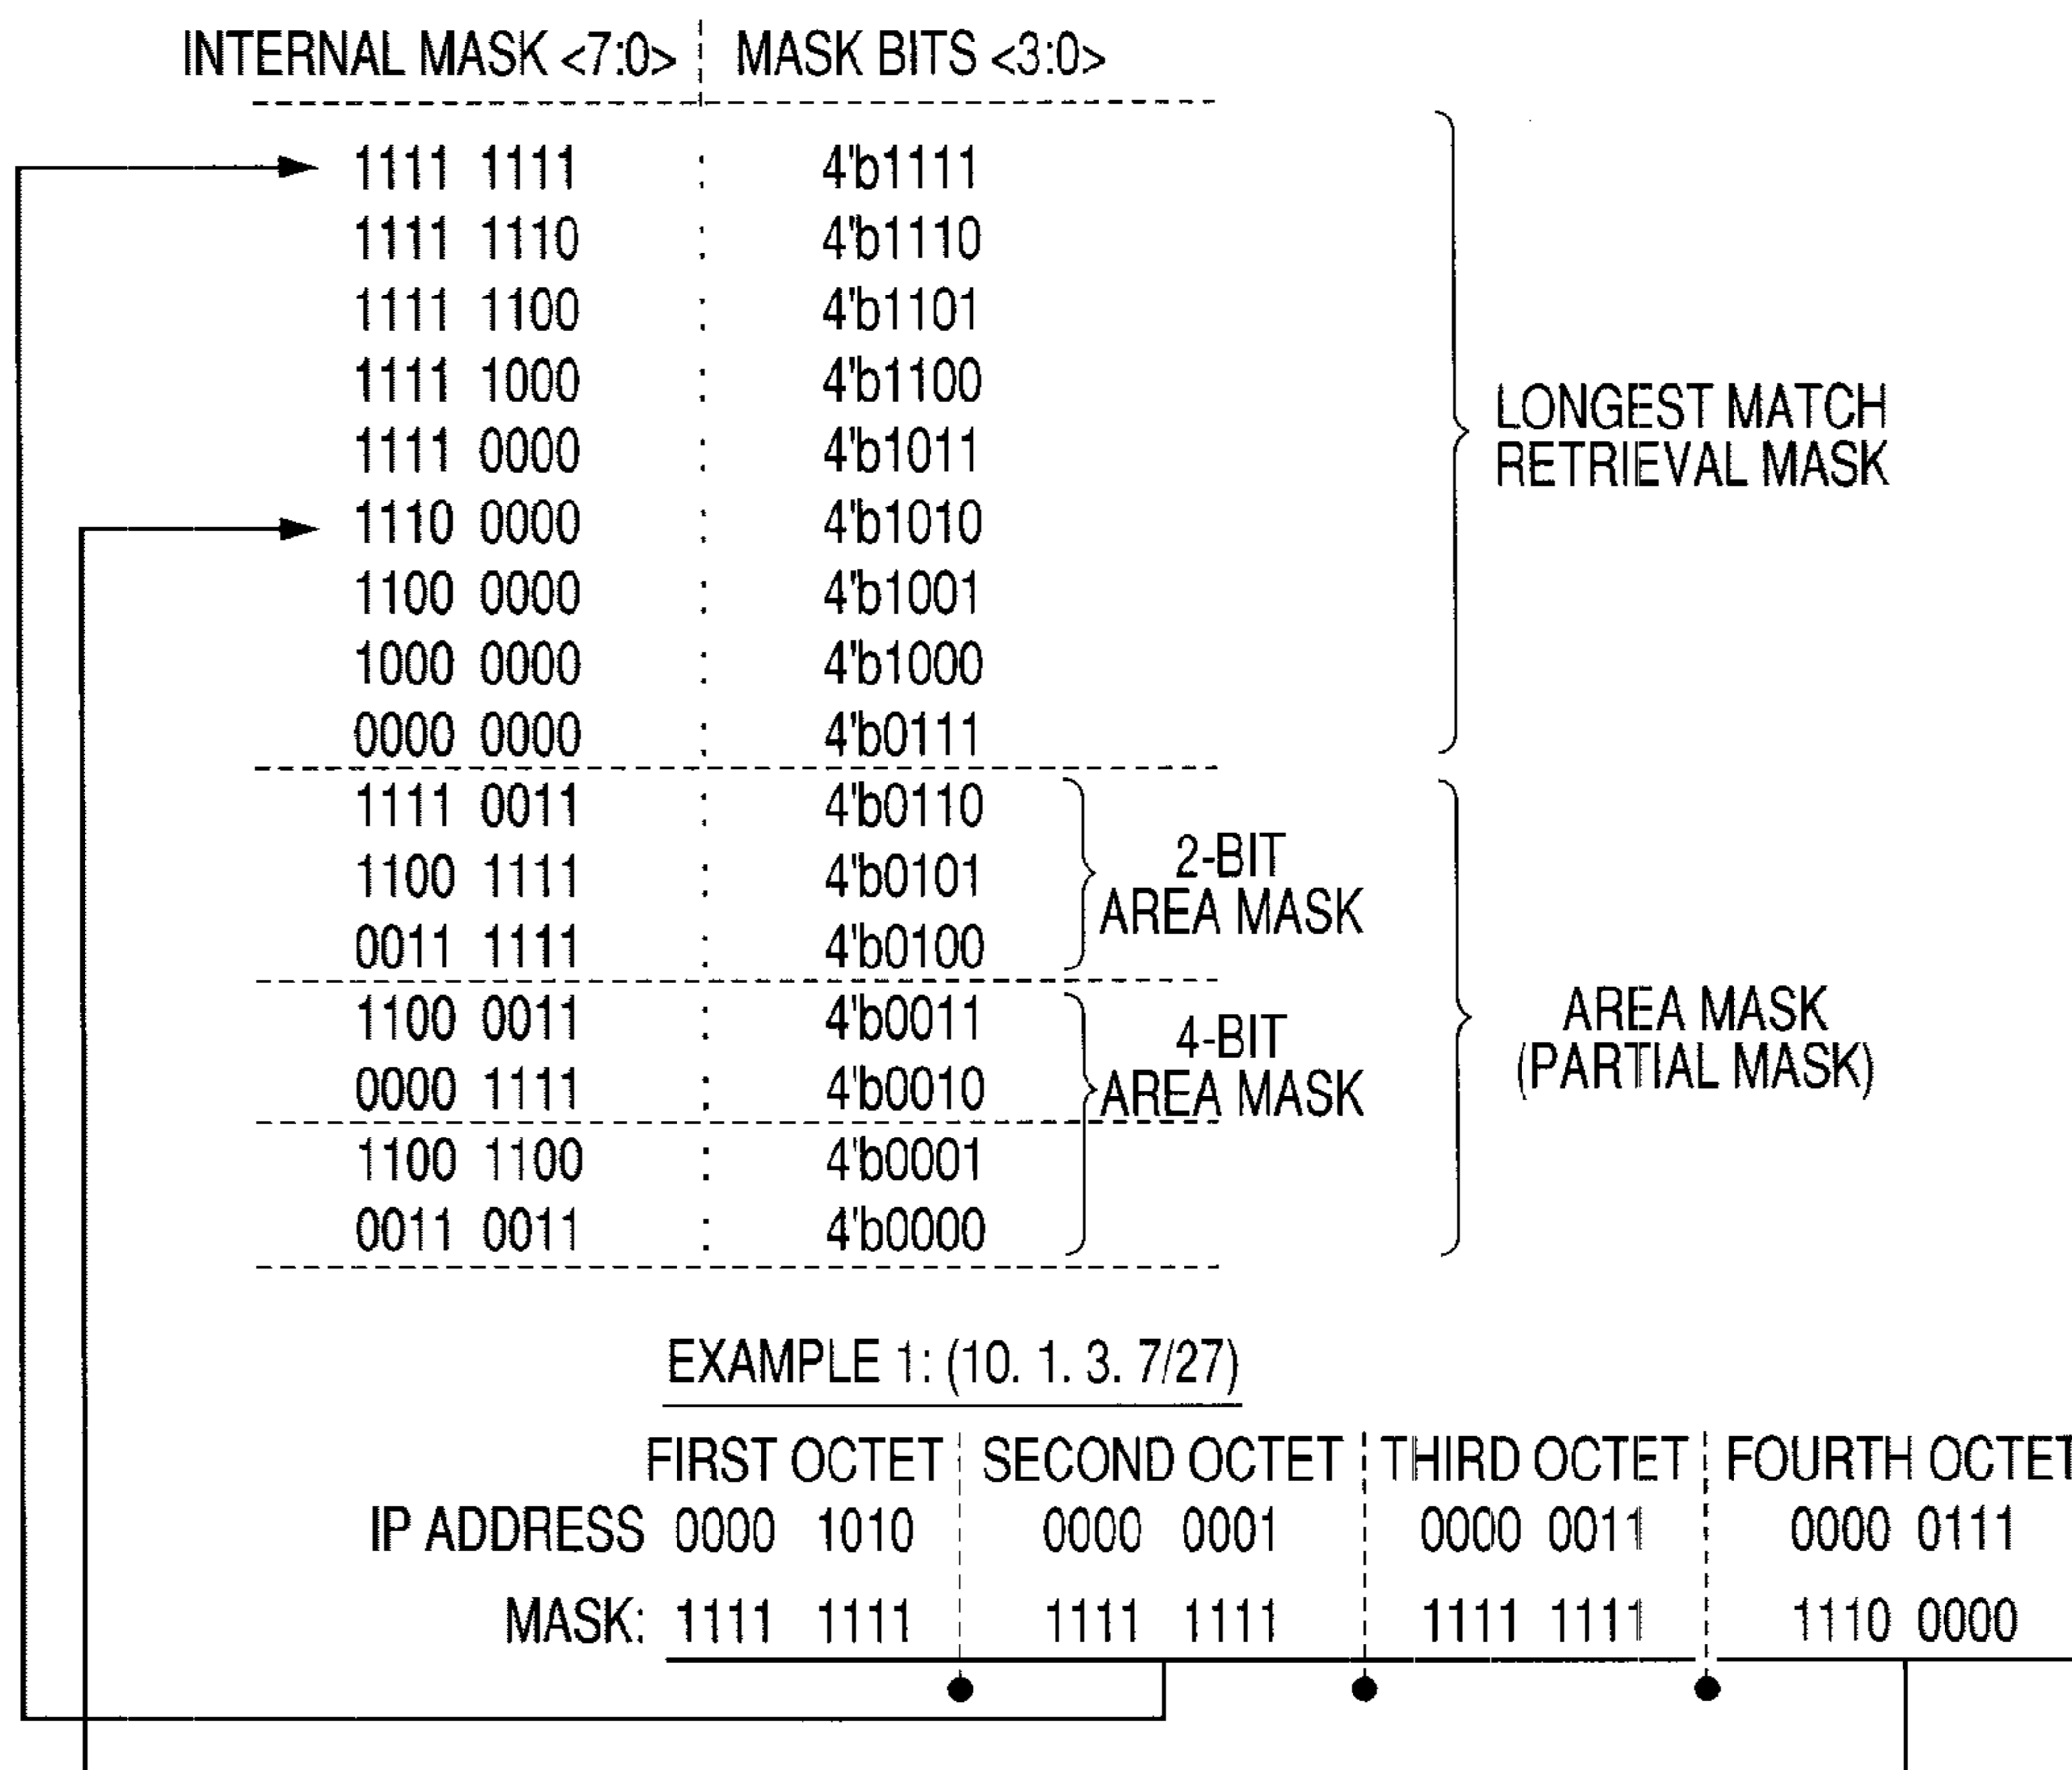 INTERNAL MASK <7:0> MASK BITS <3:0>
1111 1111 : 4'b1111
1111 1110 : 4'b1110
1111 1100 : 4'b1101
1111 1000 : 4'b1100
1111 0000 : 4'b1011
1110 0000 : 4'b1010
1100 0000 : 4'b1001
1000 0000 : 4'b1000
0000 0000 : 4'b0111
LONGEST MATCH
RETRIEVAL MASK
1111 0011 : 4'b0110
1100 1111 : 4'b0101
0011 1111 : 4'b0100
2-BIT
AREA MASK
1100 0011 : 4'b0011
0000 1111 : 4'b0010
1100 1100 : 4'b0001
0011 0011 : 4'b0000
4-BIT
AREA MASK
AREA MASK
(PARTIAL MASK)
EXAMPLE 1: (10. 1. 3. 7/27)
FIRST OCTET SECOND OCTET THIRD OCTET FOURTH OCTET
IP ADDRESS 0000 1010 0000 0001 0000 0011 0000 0111
MASK: 1111 1111 1111 1111 1111 1111 1110 0000